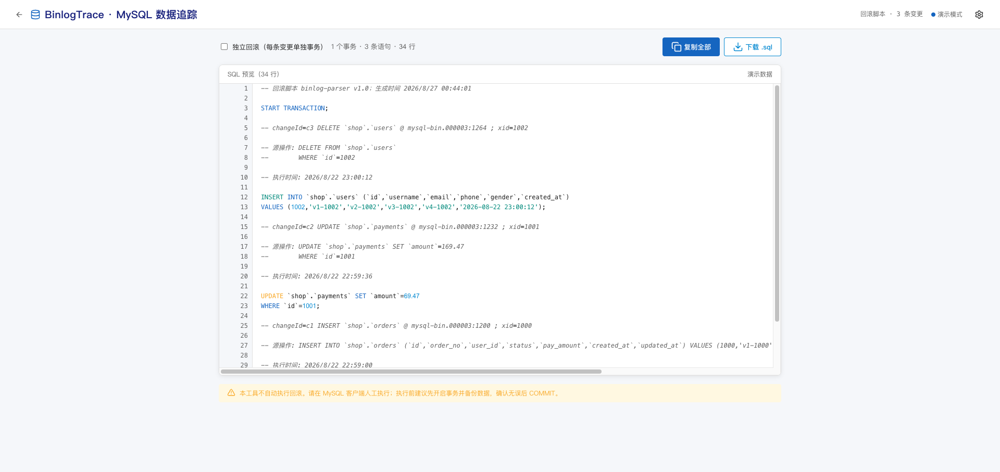 BinlogTrace · MySQL 数据追踪
回滚脚本 · 3 条变更
演示模式
独立回滚（每条变更单独事务） 1 个事务 · 3 条语句 · 34 行
复制全部
下载 .sql
SQL 预览（34 行）
演示数据
1 -- 回滚脚本 binlog-parser v1.0；生成时间 2026/8/27 00:44:01
2
3 START TRANSACTION;
4
5 -- changeId=c3 DELETE `shop`.`users` @ mysql-bin.000003:1264 ; xid=1002
6
7 -- 源操作: DELETE FROM `shop`.`users`
8 --        WHERE `id`=1002
9
10 -- 执行时间: 2026/8/22 23:00:12
11
12 INSERT INTO `shop`.`users` (`id`,`username`,`email`,`phone`,`gender`,`created_at`)
13 VALUES (1002,'v1-1002','v2-1002','v3-1002','v4-1002','2026-08-22 23:00:12');
14
15 -- changeId=c2 UPDATE `shop`.`payments` @ mysql-bin.000003:1232 ; xid=1001
16
17 -- 源操作: UPDATE `shop`.`payments` SET `amount`=169.47
18 --        WHERE `id`=1001
19
20 -- 执行时间: 2026/8/22 22:59:36
21
22 UPDATE `shop`.`payments` SET `amount`=69.47
23 WHERE `id`=1001;
24
25 -- changeId=c1 INSERT `shop`.`orders` @ mysql-bin.000003:1200 ; xid=1000
26
27 -- 源操作: INSERT INTO `shop`.`orders` (`id`,`order_no`,`user_id`,`status`,`pay_amount`,`created_at`,`updated_at`) VALUES (1000,'v1-1000'
28
29 -- 执行时间: 2026/8/22 22:59:00
本工具不自动执行回滚。请在 MySQL 客户端人工执行；执行前建议先开启事务并备份数据，确认无误后 COMMIT。